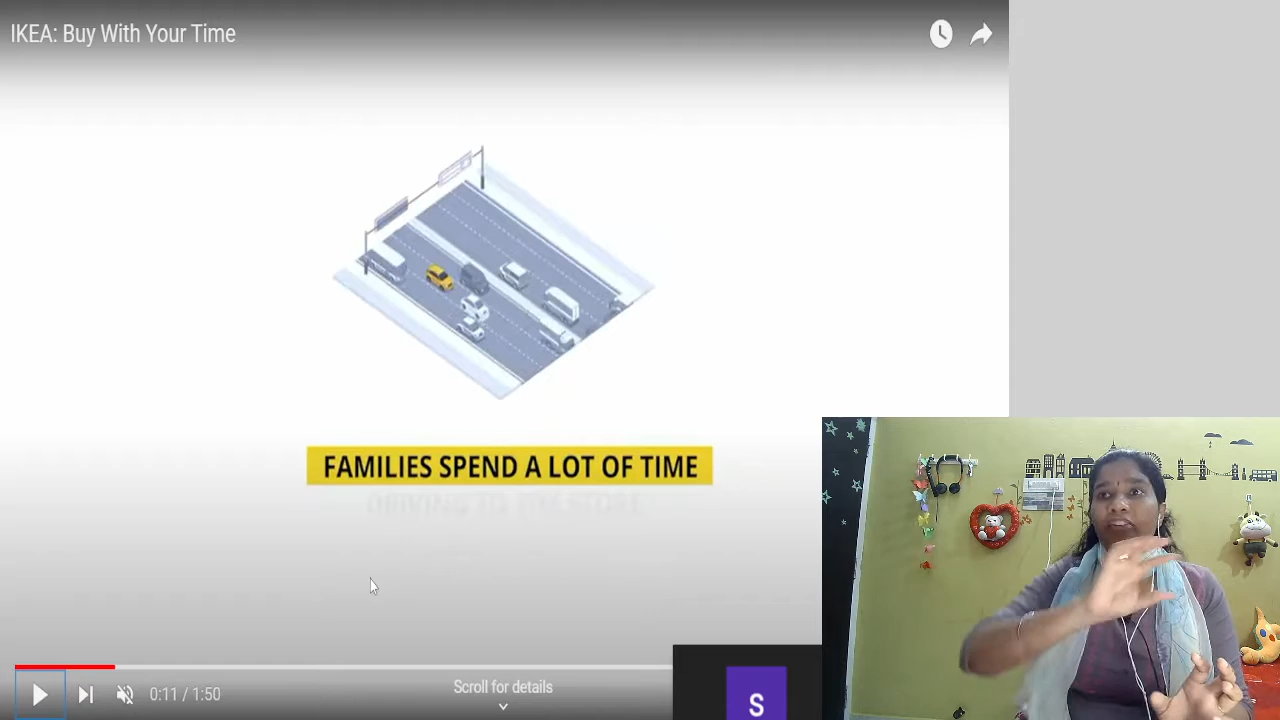 IKEA: Buy With Your Time
FAMILIES SPEND A LOT OF TIME
0:11 / 1:50
Scroll for details
S